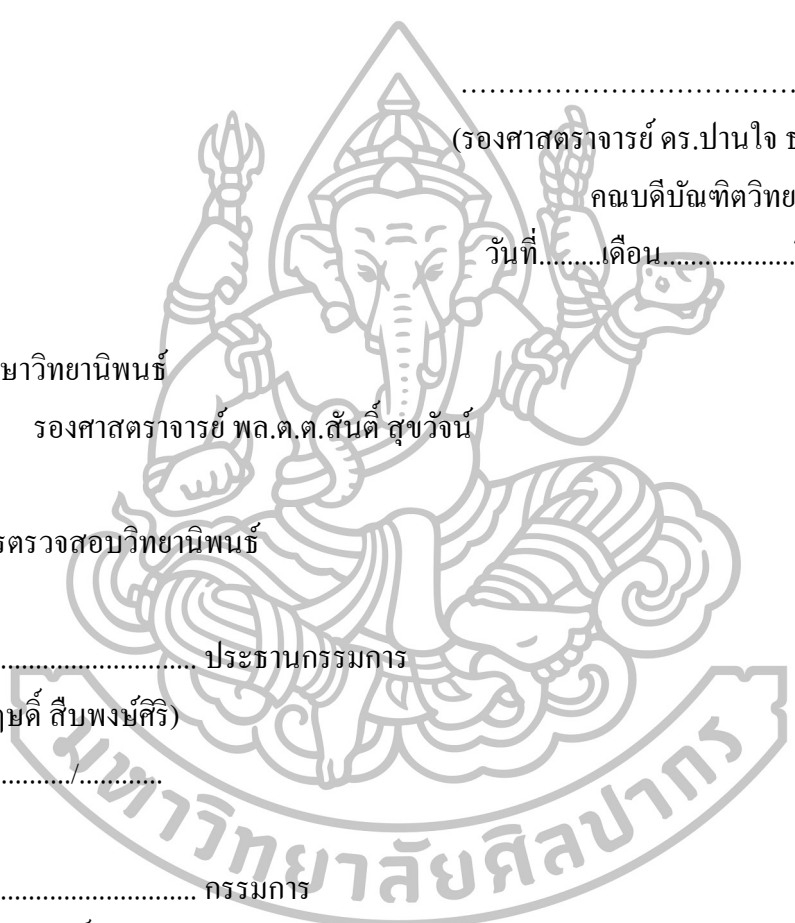 .......................................
(รองศาสตราจารย์ ดร.ปานใจ
คณบดีบัณฑิตวิทย
วันที่.........เดือน...................
ษาวิทยานิพนธ์
รองศาสตราจารย์ พล.ต.ต.สันติ์ สุขวัจน์
รตรวจสอบวิทยานิพนธ์
............................ ประธานกรรมการ
ฤษดิ์ สืบพงษ์ศิริ)
.........../............
............................ กรรมการ
มหาวิทยาลัยศิลปากร